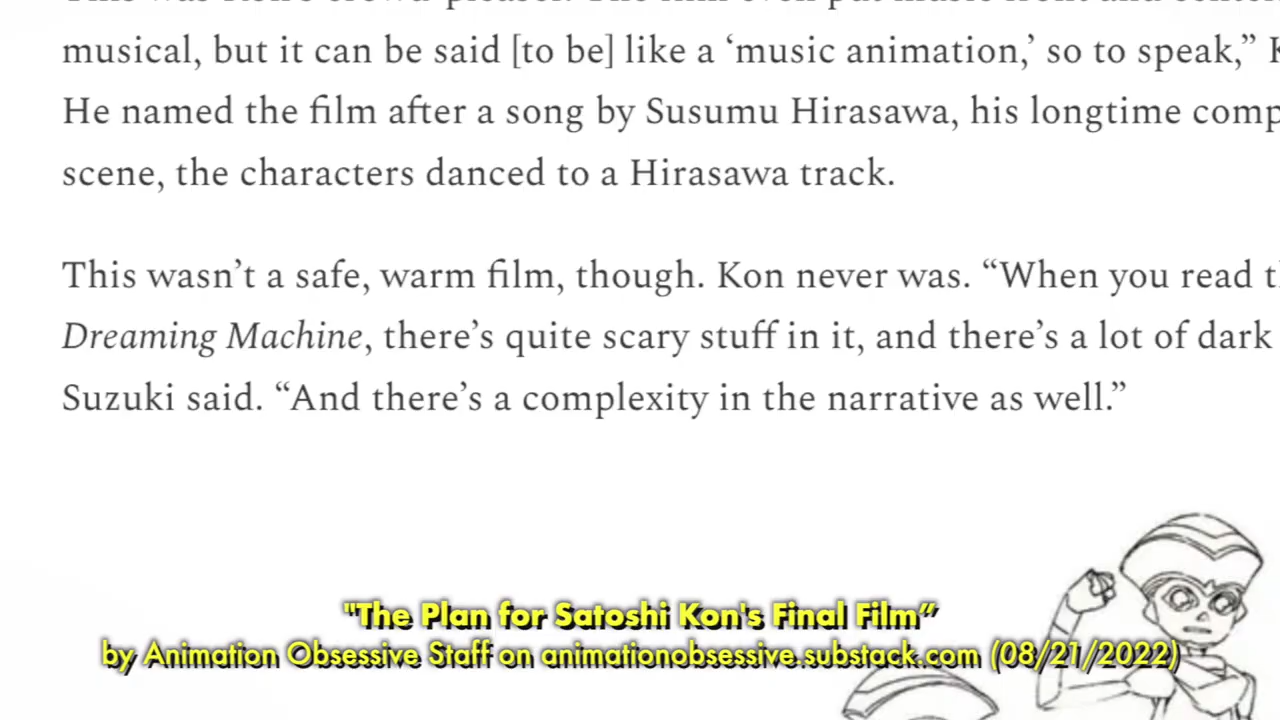 musical, but it can be said [to be] like a ‘music animation,’ so to speak,”
He named the film after a song by Susumu Hirasawa, his longtime comp
scene, the characters danced to a Hirasawa track.
This wasn’t a safe, warm film, though. Kon never was. “When you read
Dreaming Machine, there’s quite scary stuff in it, and there’s a lot of dark
Suzuki said. “And there’s a complexity in the narrative as well.”
"The Plan for Satoshi Kon's Final Film”
by Animation Obsessive Staff on animationobsessive.substack.com (08/21/2022)